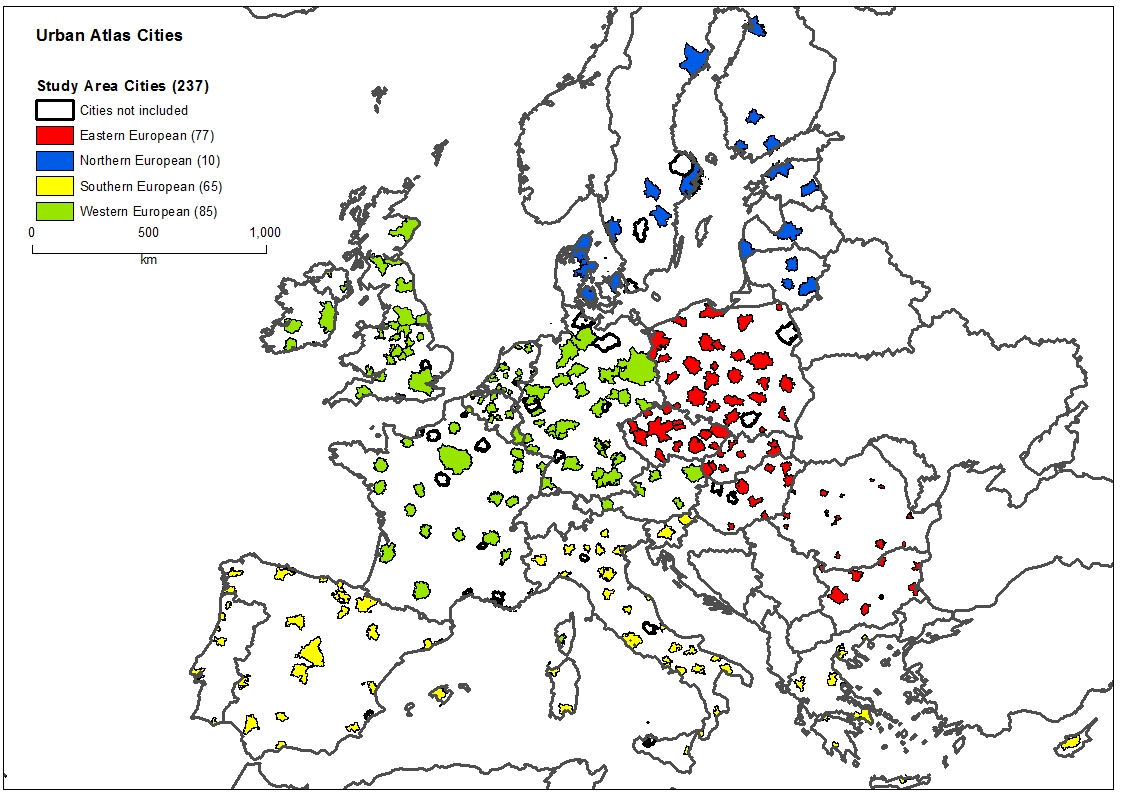 Urban Atlas Cities
Study Area Cities (237)
Cities not included
Eastern European (77)
Northern European (10)
Southern European (65)
Western European (85)
0 500 1,000
km